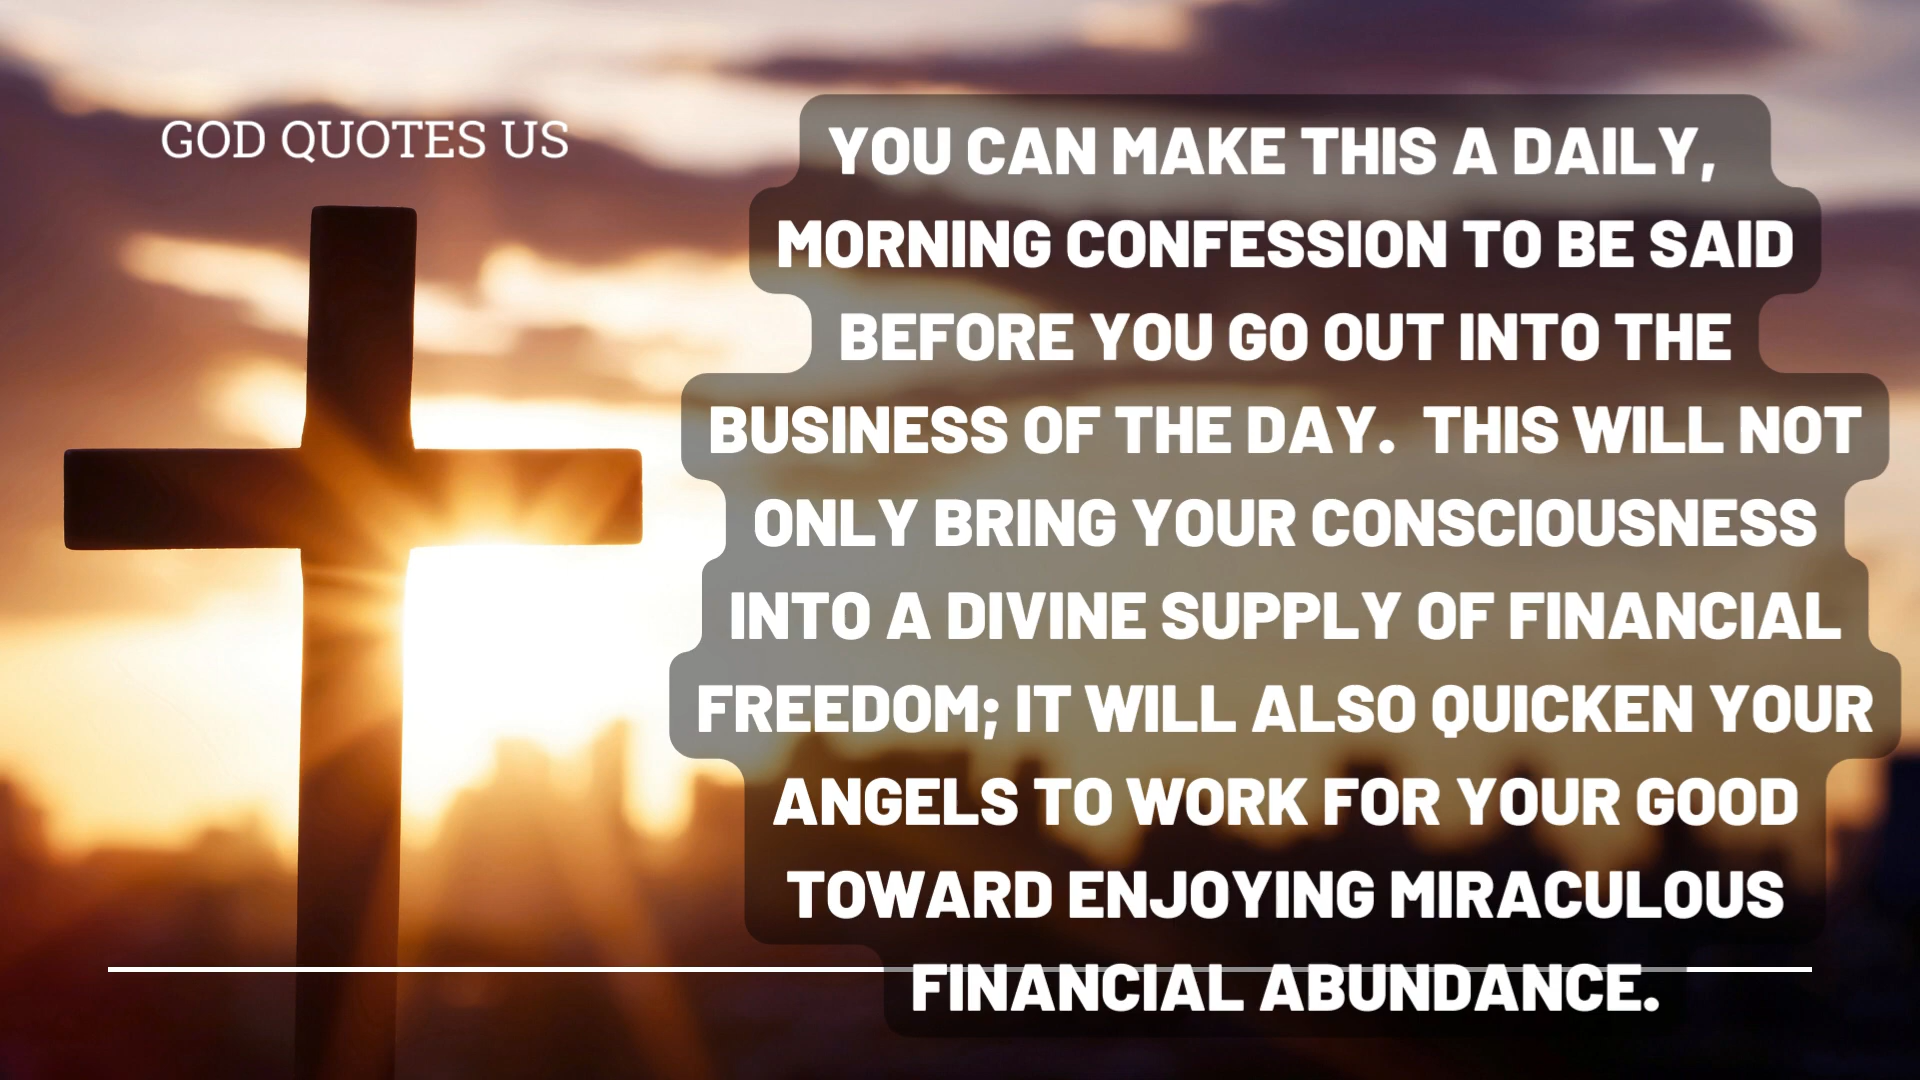 GOD QUOTES US
YOU CAN MAKE THIS A DAILY,
MORNING CONFESSION TO BE SAID
BEFORE YOU GO OUT INTO THE
BUSINESS OF THE DAY.  THIS WILL NOT
ONLY BRING YOUR CONSCIOUSNESS
INTO A DIVINE SUPPLY OF FINANCIAL
FREEDOM; IT WILL ALSO QUICKEN YOUR
ANGELS TO WORK FOR YOUR GOOD
TOWARD ENJOYING MIRACULOUS
FINANCIAL ABUNDANCE.